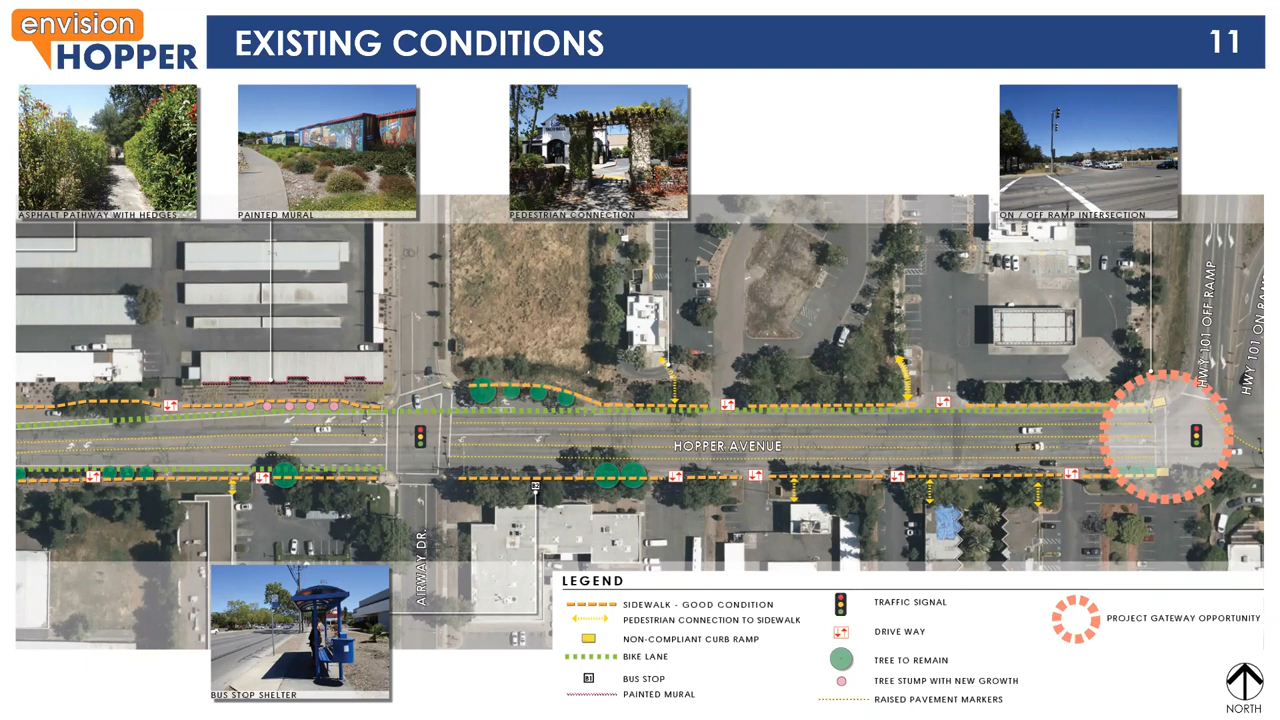 envision
HOPPER
EXISTING CONDITIONS
11
ASPHALT PATHWAY WITH HEDGES
PAINTED MURAL
PEDESTRIAN CONNECTION
ON / OFF RAMP INTERSECTION
HWY 101 OFF RAMP
HWY 101 ON RAMP
HOPPER AVENUE
AIRWAY DR.
BUS STOP SHELTER
LEGEND
SIDEWALK - GOOD CONDITION
PEDESTRIAN CONNECTION TO SIDEWALK
NON-COMPLIANT CURB RAMP
BIKE LANE
BUS STOP
PAINTED MURAL
TRAFFIC SIGNAL
DRIVE WAY
TREE TO REMAIN
TREE STUMP WITH NEW GROWTH
RAISED PAVEMENT MARKERS
PROJECT GATEWAY OPPORTUNITY
NORTH